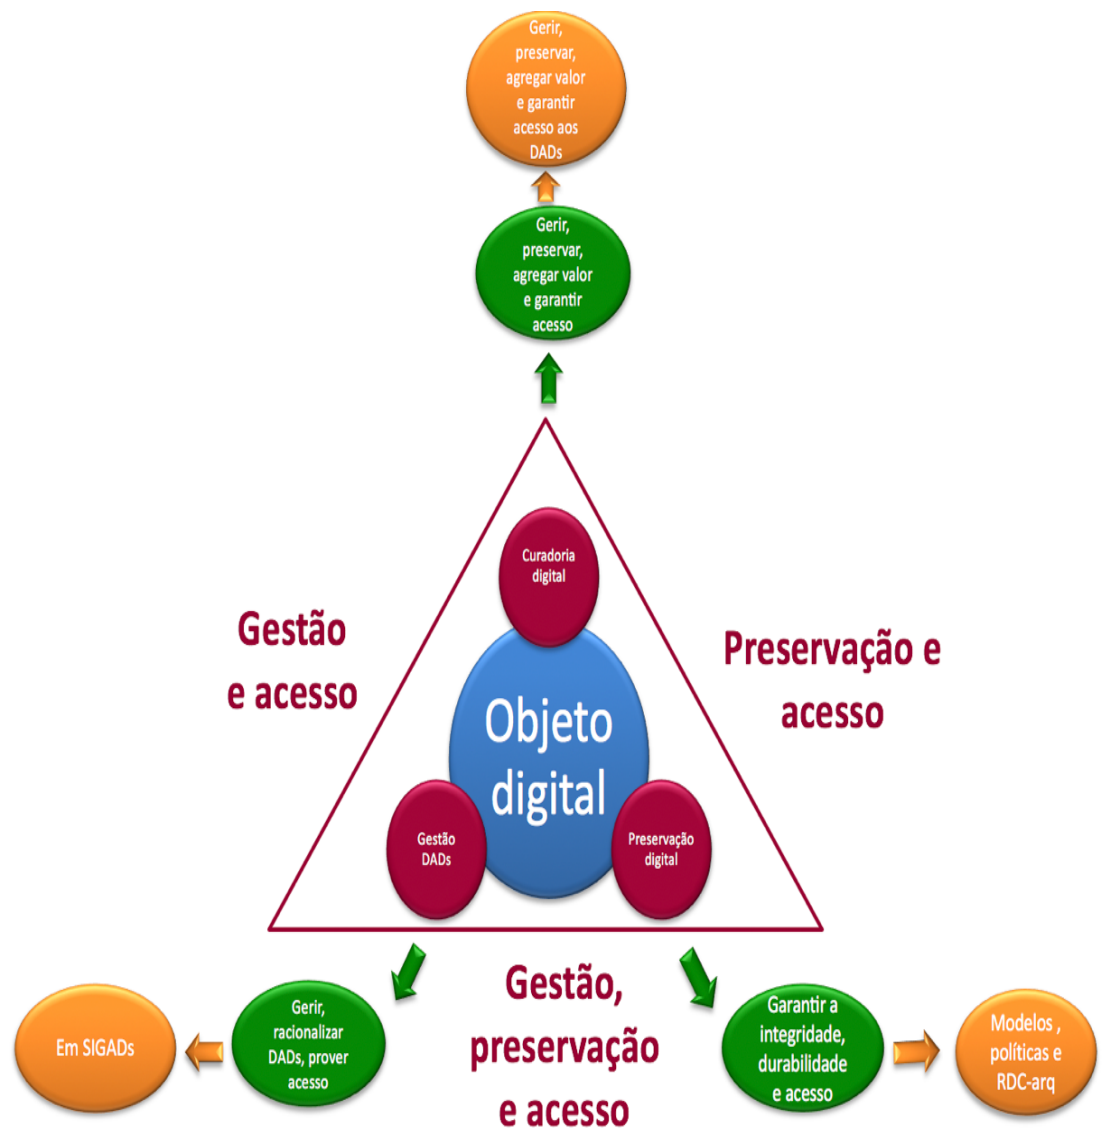 Gerir,
preservar,
agregar valor
e garantir
acesso aos
DADs
Gerir,
preservar,
agregar valor
e garantir
acesso
Curadoria
digital
Gestão
e acesso
Preservação e
acesso
Objeto
digital
Gestão
DADs
Preservação
digital
Gestão,
preservação
e acesso
Em SIGADs
Gerir,
racionalizar
DADs, prover
acesso
Garantir a
integridade,
durabilidade
e acesso
Modelos ,
políticas e
RDC-arq